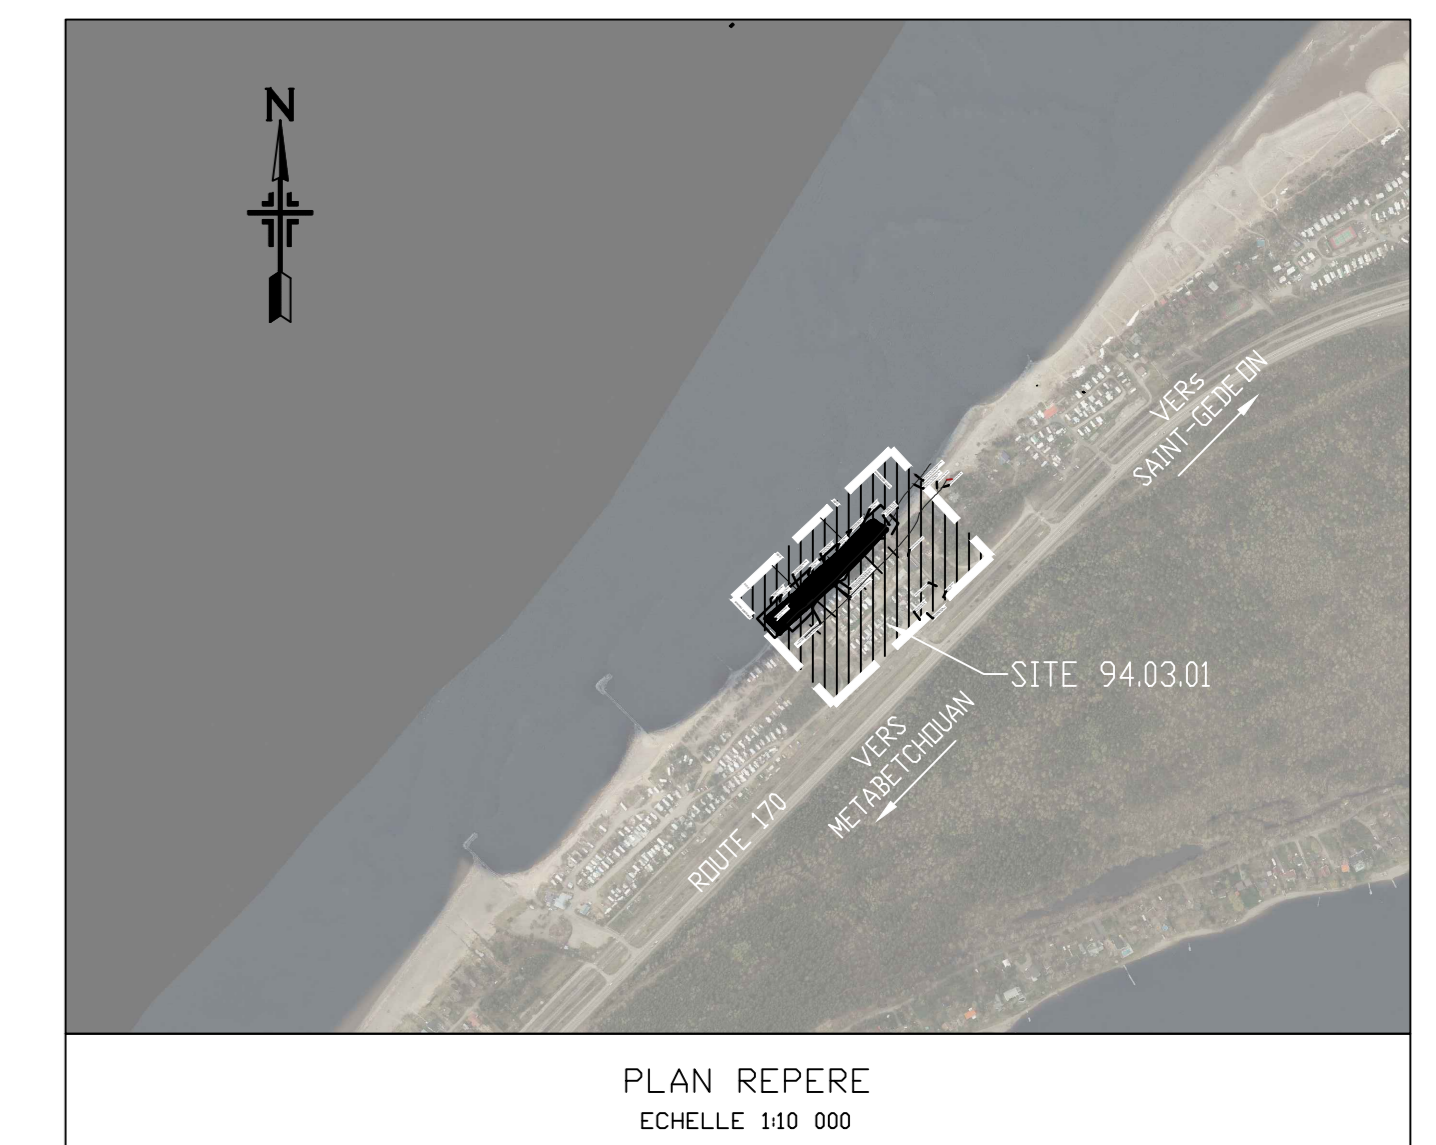 N
VERS
SAINT-GEDEON
SITE 94.03.01
VERS
METABETCHOUAN
ROUTE 170
PLAN REPERE
ECHELLE 1:10 000